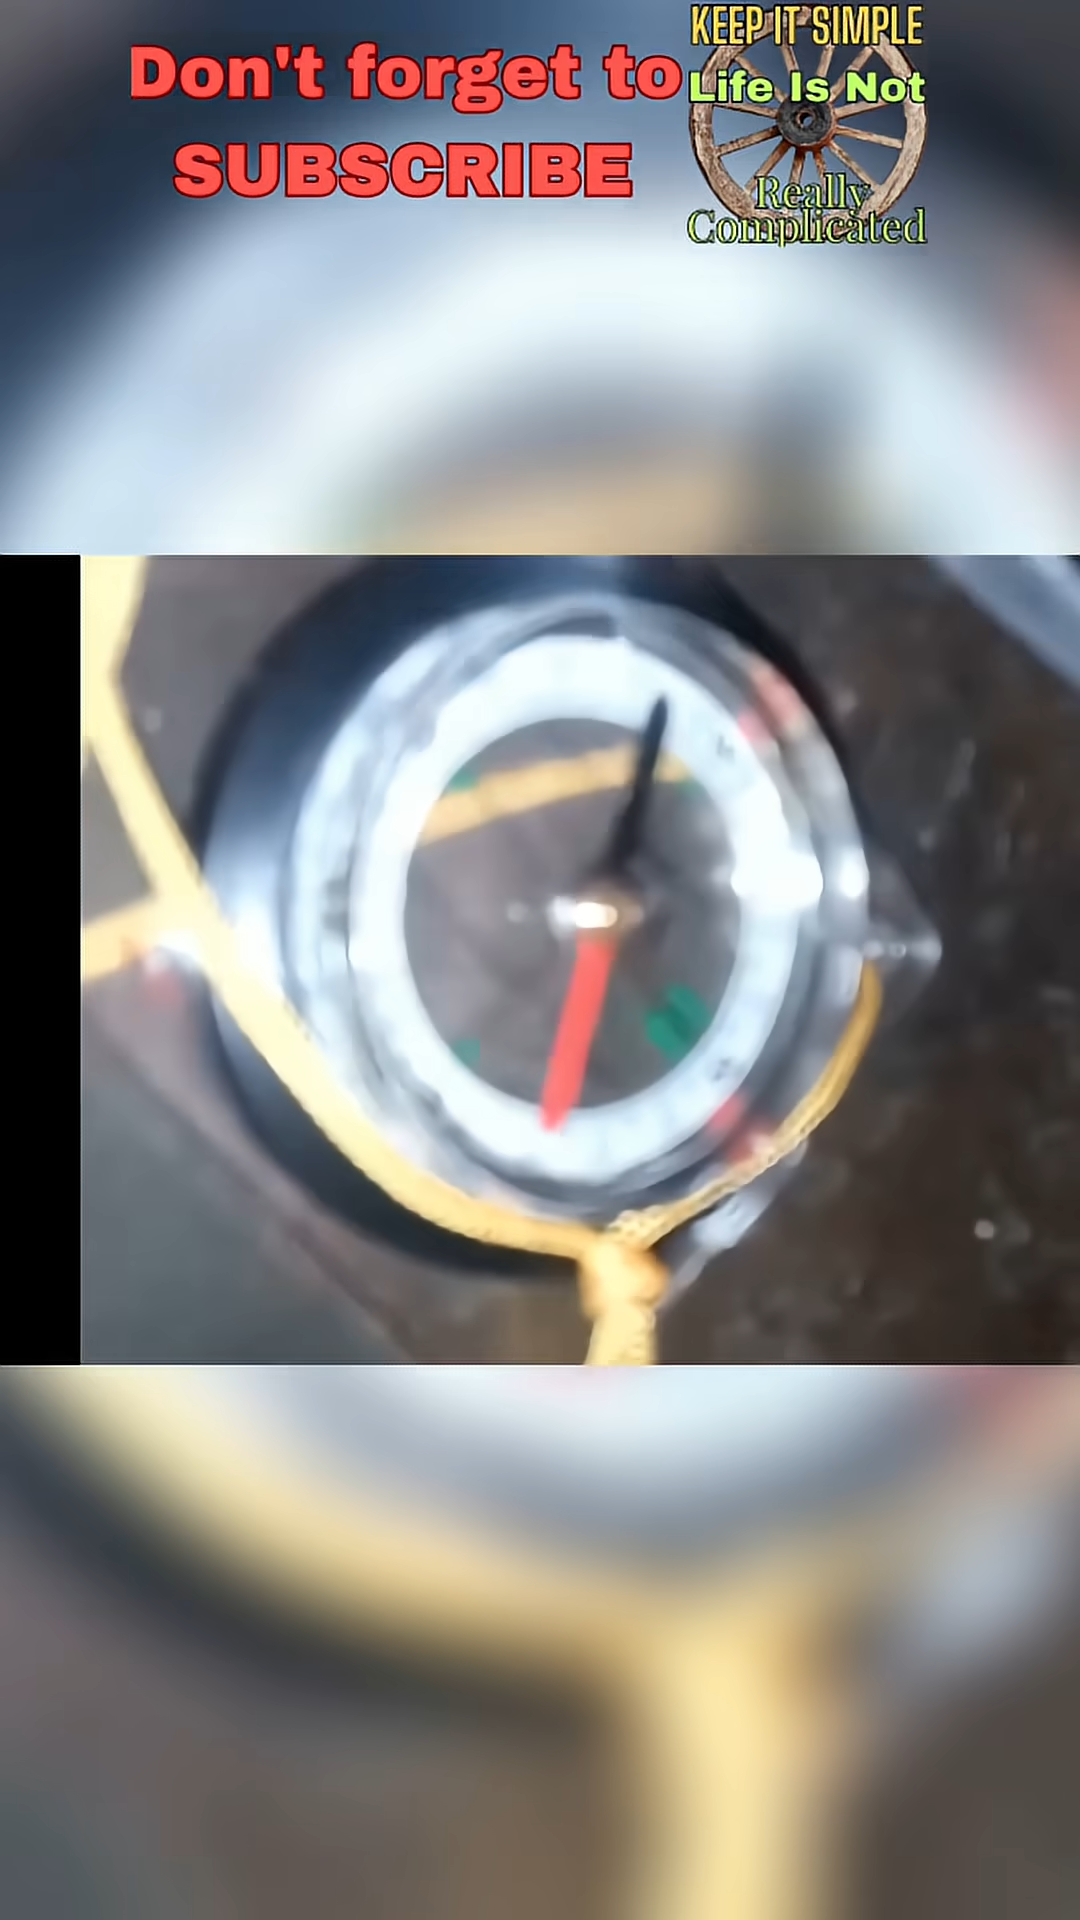 Don't forget to
SUBSCRIBE
KEEP IT SIMPLE
Life Is Not
Really
Complicated